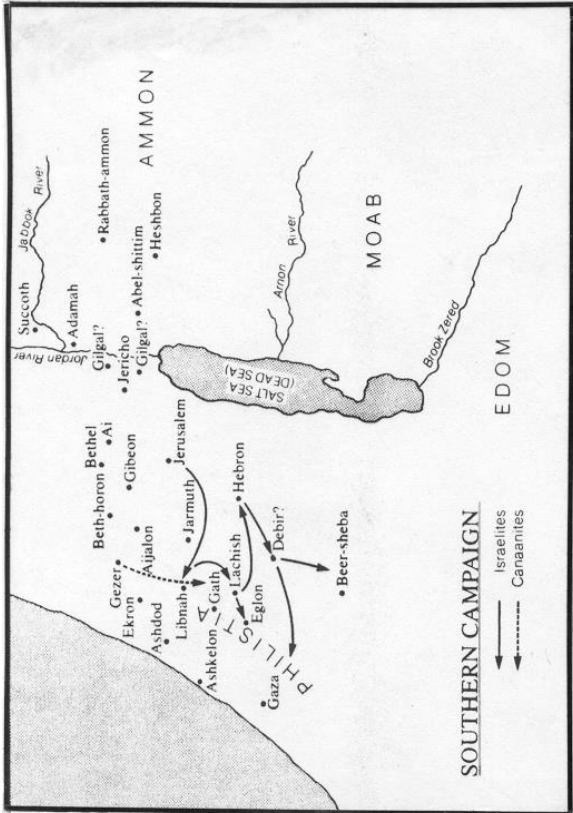 Succoth
Jabbok River
Adamah
Jordan River
Rabbath-ammon
AMMON
Gilgal?
Jericho
Gilgal?
Abel-shittim
Heshbon
Beth-horon
Bethel
Ai
Gezer
Gibeon
Ekron
Aijalon
Ashdod
Jerusalem
Jarmuth
Libnah
Gath
Ashkelon
Lachish
Hebron
Eglon
PHILISTIA
Gaza
Debir?
Beer-sheba
SALT SEA
(DEAD SEA)
Arnon River
MOAB
Brook Zered
EDOM
SOUTHERN CAMPAIGN
Israelites
Canaanites